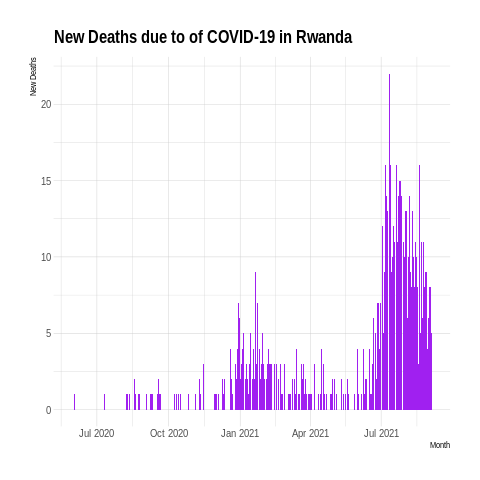 New Deaths due to of COVID-19 in Rwanda
New Deaths
20
15
10
5
0
Jul 2020 Oct 2020 Jan 2021 Apr 2021 Jul 2021
Month